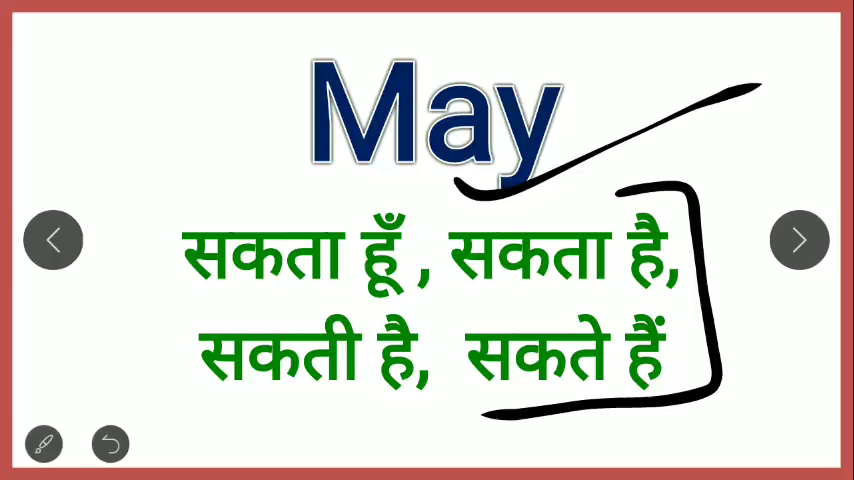 May
सकता हूँ , सकता है,
सकती है, सकते हैं